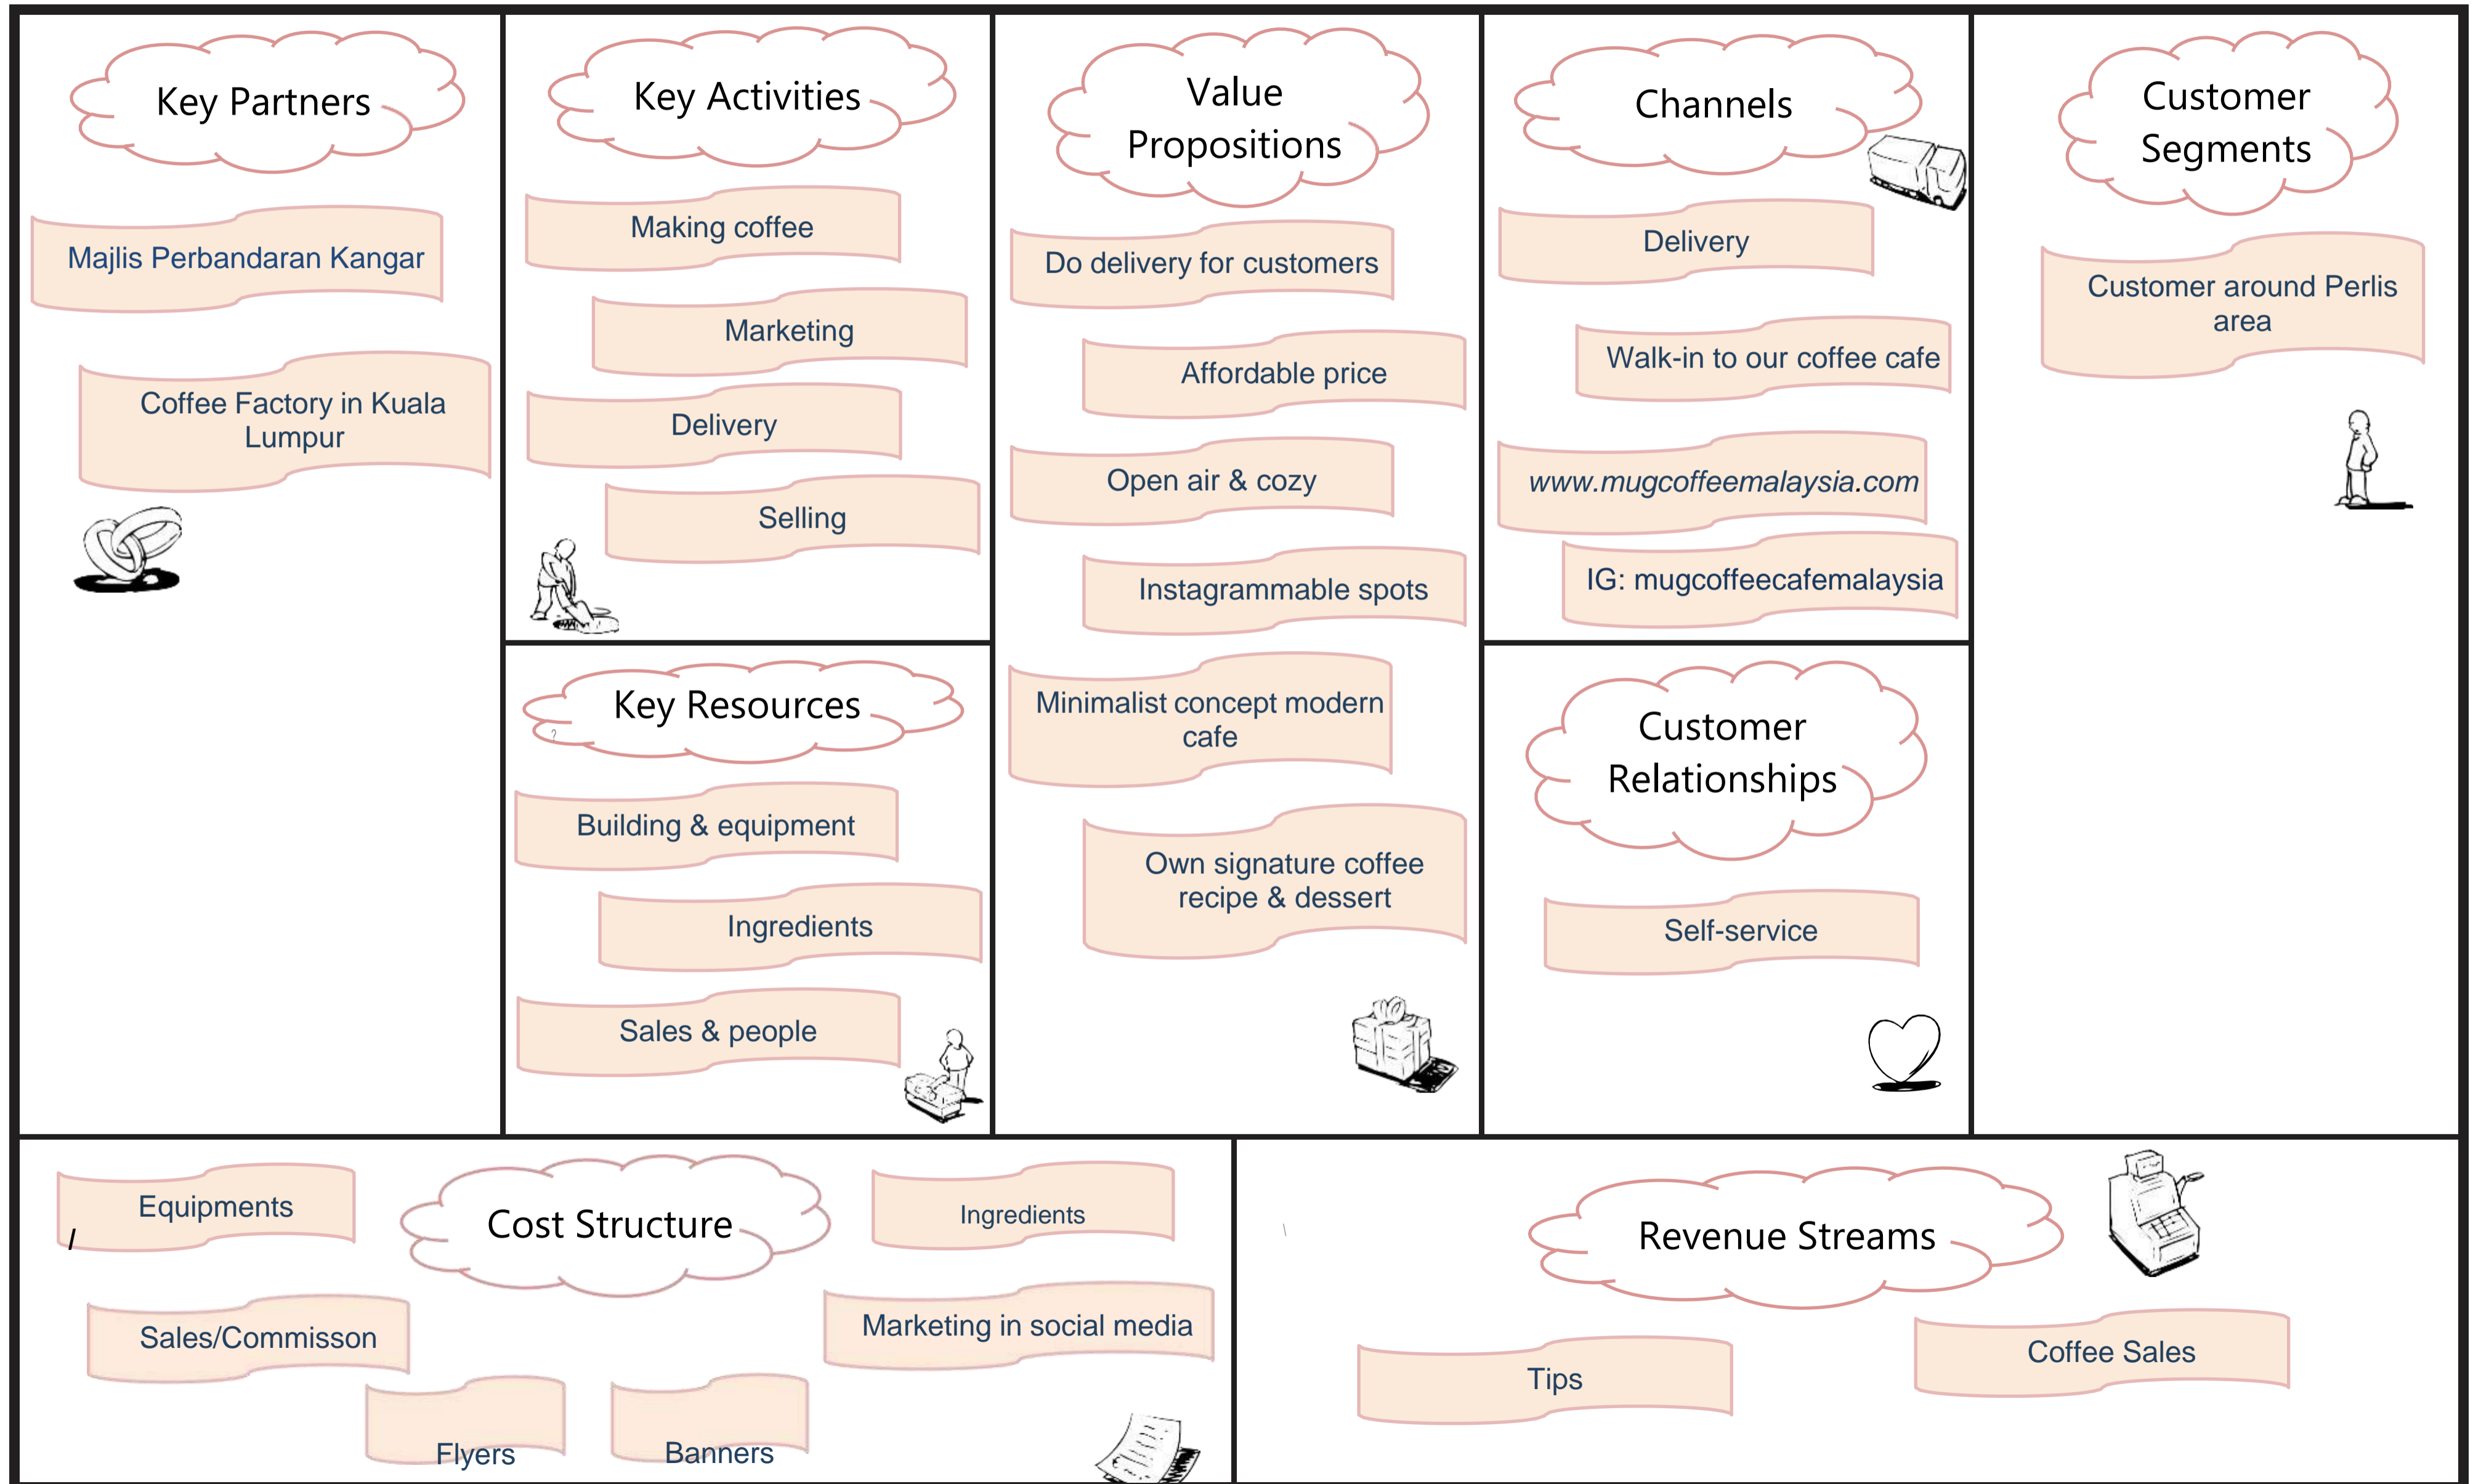 Key Partners
Majlis Perbandaran Kangar
Coffee Factory in Kuala
Lumpur
Key Activities
Making coffee
Marketing
Delivery
Selling
Key Resources
?
Building & equipment
Ingredients
Sales & people
Value
Propositions
Do delivery for customers
Affordable price
Open air & cozy
Instagrammable spots
Minimalist concept modern
cafe
Own signature coffee
recipe & dessert
Channels
Delivery
Walk-in to our coffee cafe
www.mugcoffeemalaysia.com
IG: mugcoffeecafemalaysia
Customer
Relationships
Self-service
Customer
Segments
Customer around Perlis
area
Cost Structure
Equipments
/
Ingredients
Sales/Commisson
Marketing in social media
Flyers
Banners
Revenue Streams
\
Tips
Coffee Sales